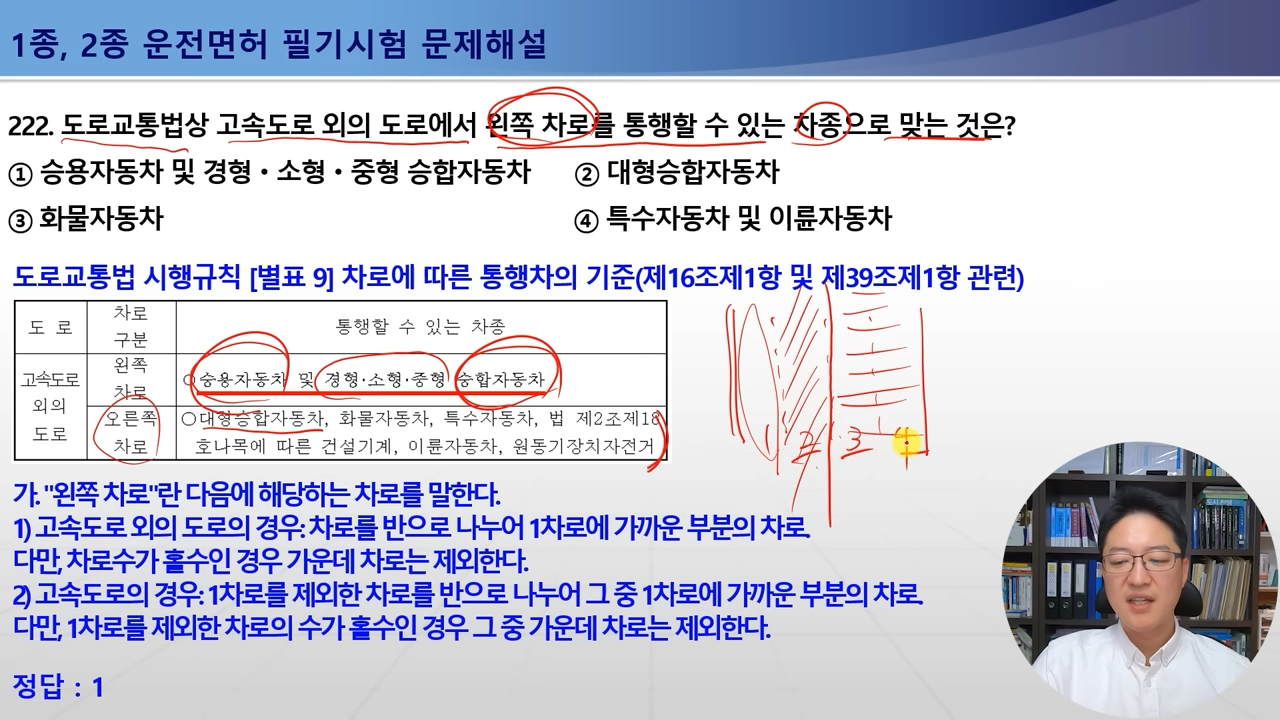 1종, 2종 운전면허 필기시험 문제해설
222. 도로교통법상 고속도로 외의 도로에서 왼쪽 차로를 통행할 수 있는 차종으로 맞는 것은?
① 승용자동차 및 경형・소형・중형 승합자동차 ② 대형승합자동차
③ 화물자동차 ④ 특수자동차 및 이륜자동차
도로교통법 시행규칙 [별표 9] 차로에 따른 통행차의 기준(제16조제1항 및 제39조제1항 관련)
도 로 차로 구분 통행할 수 있는 차종
고속도로 외의 도로
왼쪽 차로 ○승용자동차 및 경형·소형·중형 승합자동차
오른쪽 차로 ○대형승합자동차, 화물자동차, 특수자동차, 법 제2조제18
호나목에 따른 건설기계, 이륜자동차, 원동기장치자전거
1 2 3 4
가. "왼쪽 차로"란 다음에 해당하는 차로를 말한다.
1) 고속도로 외의 도로의 경우: 차로를 반으로 나누어 1차로에 가까운 부분의 차로.
다만, 차로수가 홀수인 경우 가운데 차로는 제외한다.
2) 고속도로의 경우: 1차로를 제외한 차로를 반으로 나누어 그 중 1차로에 가까운 부분의 차로.
다만, 1차로를 제외한 차로의 수가 홀수인 경우 그 중 가운데 차로는 제외한다.
정답 : 1